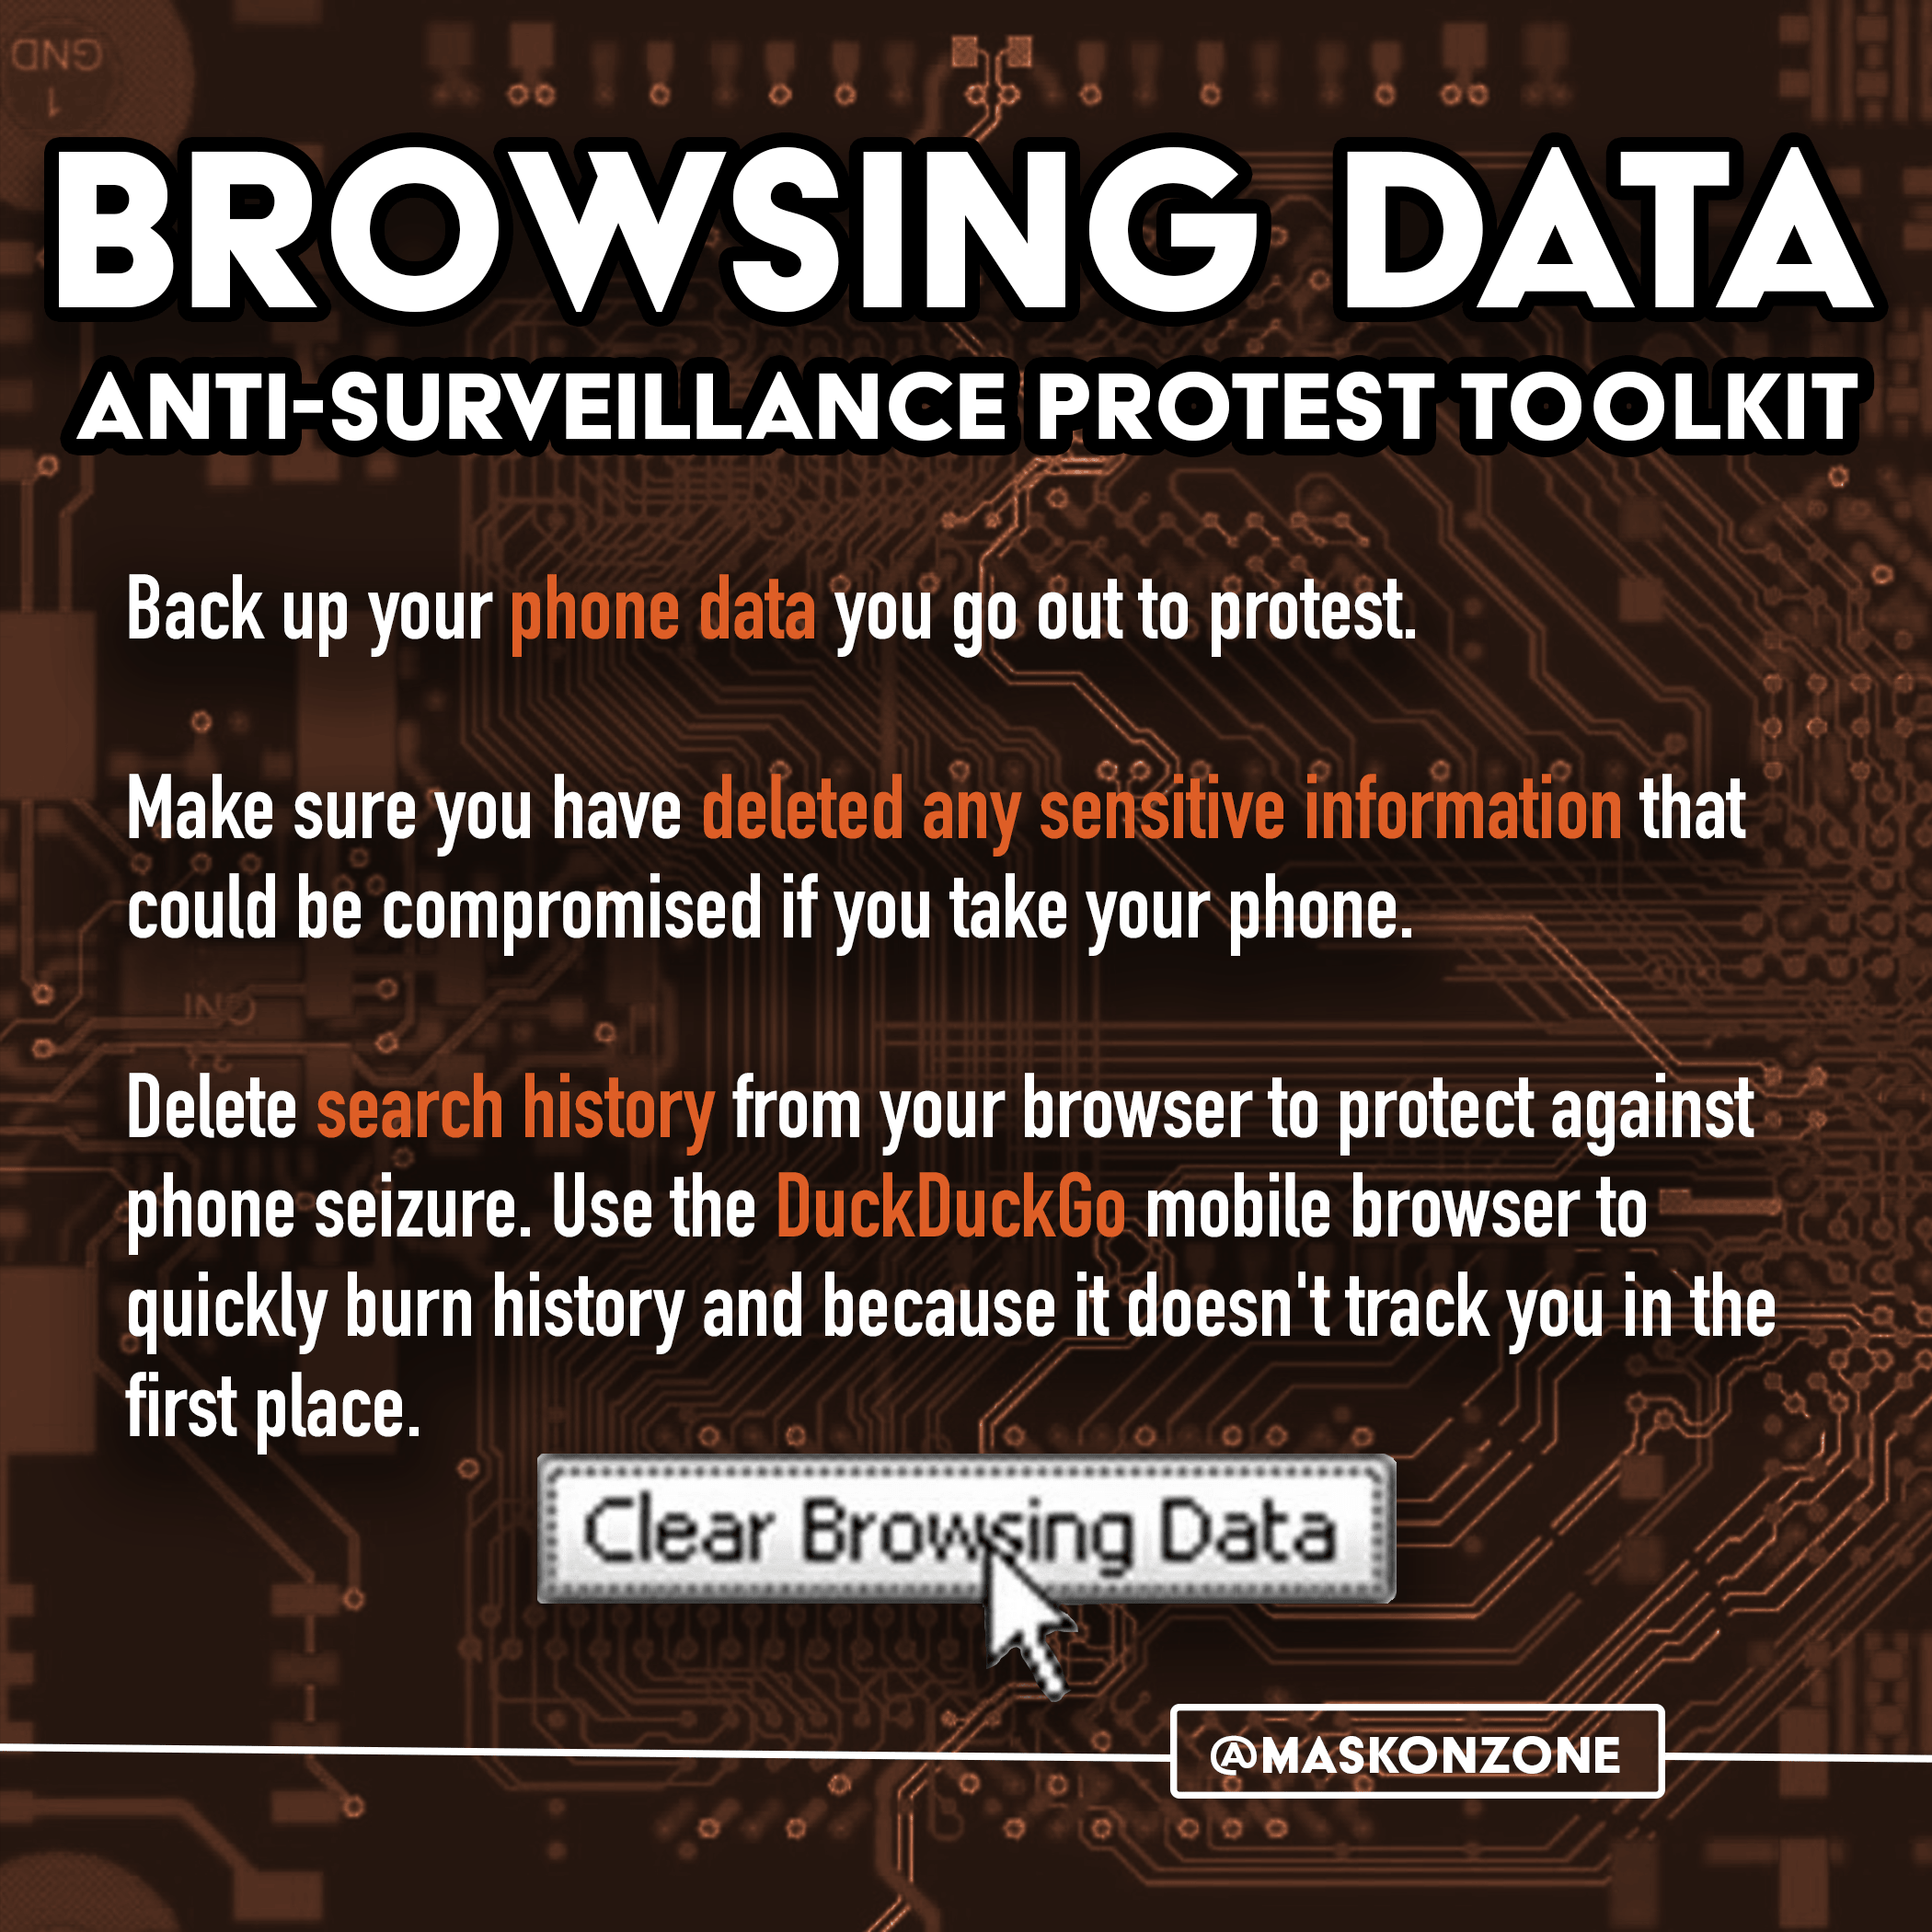 GND
1
BROWSING DATA
ANTI-SURVEILLANCE PROTEST TOOLKIT
Back up your phone data you go out to protest.
Make sure you have deleted any sensitive information that
could be compromised if you take your phone.
Delete search history from your browser to protect against
phone seizure. Use the DuckDuckGo mobile browser to
quickly burn history and because it doesn't track you in the
first place.
Clear Browsing Data
@MASKONZONE